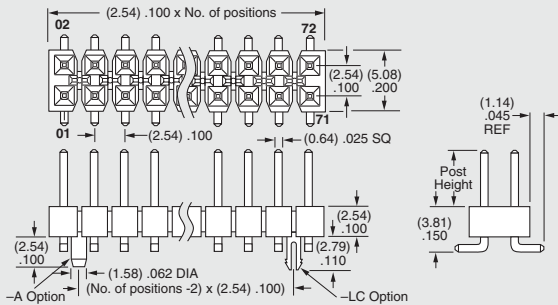 (2.54) .100 x No. of positions
02
72
(2.54)
.100
(5.08)
.200
01
(2.54) .100
(0.64) .025 SQ
71
(1.14)
.045
REF
Post
Height
(3.81)
.150
(2.54)
.100
(2.54)
.100
(2.79)
.110
(1.58) .062 DIA
–A Option
(No. of positions -2) x (2.54) .100)
–LC Option